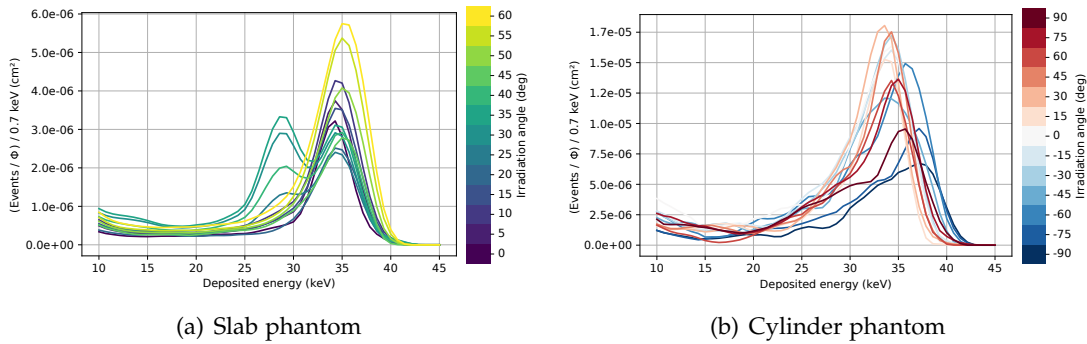 6.0e-06
5.0e-06
4.0e-06
3.0e-06
2.0e-06
1.0e-06
0.0e+00
(Events / Φ) / 0.7 keV (cm²)
10 15 20 25 30 35 40 45
Deposited energy (keV)
60
55
50
45
40
35
30
25
20
15
10
5
0
Irradiation angle (deg)
(a) Slab phantom
1.7e-05
1.5e-05
1.2e-05
1.0e-05
7.5e-06
5.0e-06
2.5e-06
0.0e+00
(Events / Φ) / 0.7 keV (cm²)
10 15 20 25 30 35 40 45
Deposited energy (keV)
90
75
60
45
30
15
0
-15
-30
-45
-60
-75
-90
Irradiation angle (deg)
(b) Cylinder phantom